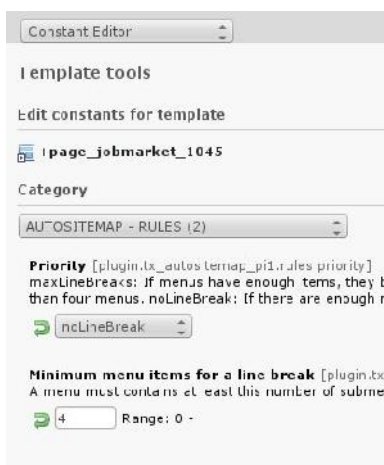 Constant Editor
Template tools
Edit constants for template
page_jobmarket_1045
Category
AUTOSITEMAP - RULES (2)
Priority [plugin.tx_autositemap_pi1.rules.priority]
maxLineBreaks: If menus have enough items, they
than four menus. noLineBreak: If there are enough
noLineBreak
Minimum menu items for a line break [plugin.tx
A menu must contains at least this number of subme
4 Range: 0 -